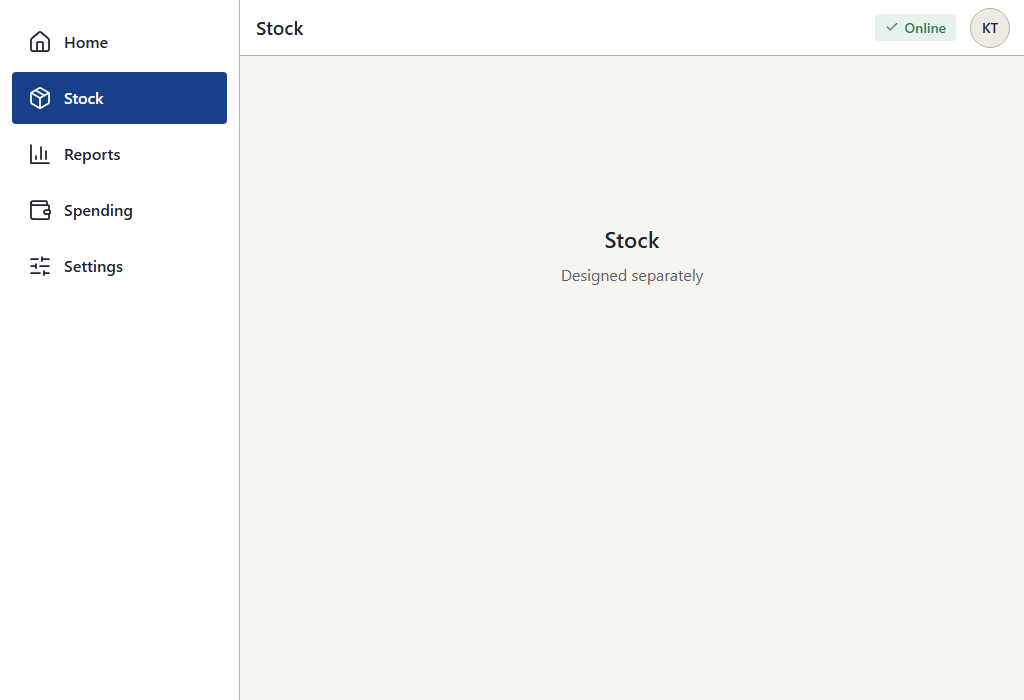 Home
Stock
Reports
Spending
Settings
Stock
Online
KT
Stock
Designed separately